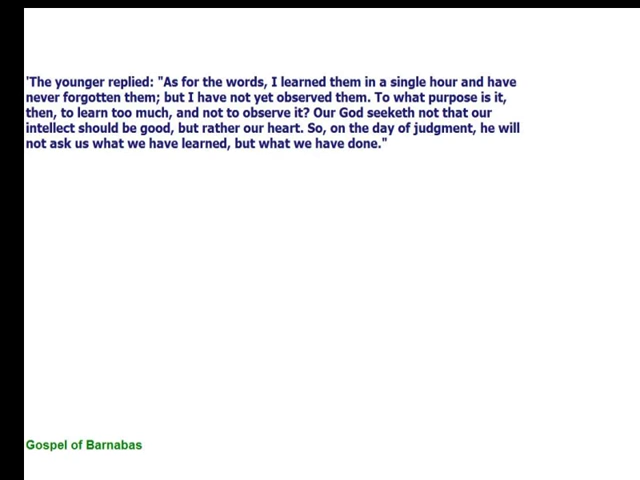 'The younger replied: "As for the words, I learned them in a single hour and have
never forgotten them; but I have not yet observed them. To what purpose is it,
then, to learn too much, and not to observe it? Our God seeketh not that our
intellect should be good, but rather our heart. So, on the day of judgment, he will
not ask us what we have learned, but what we have done."
Gospel of Barnabas